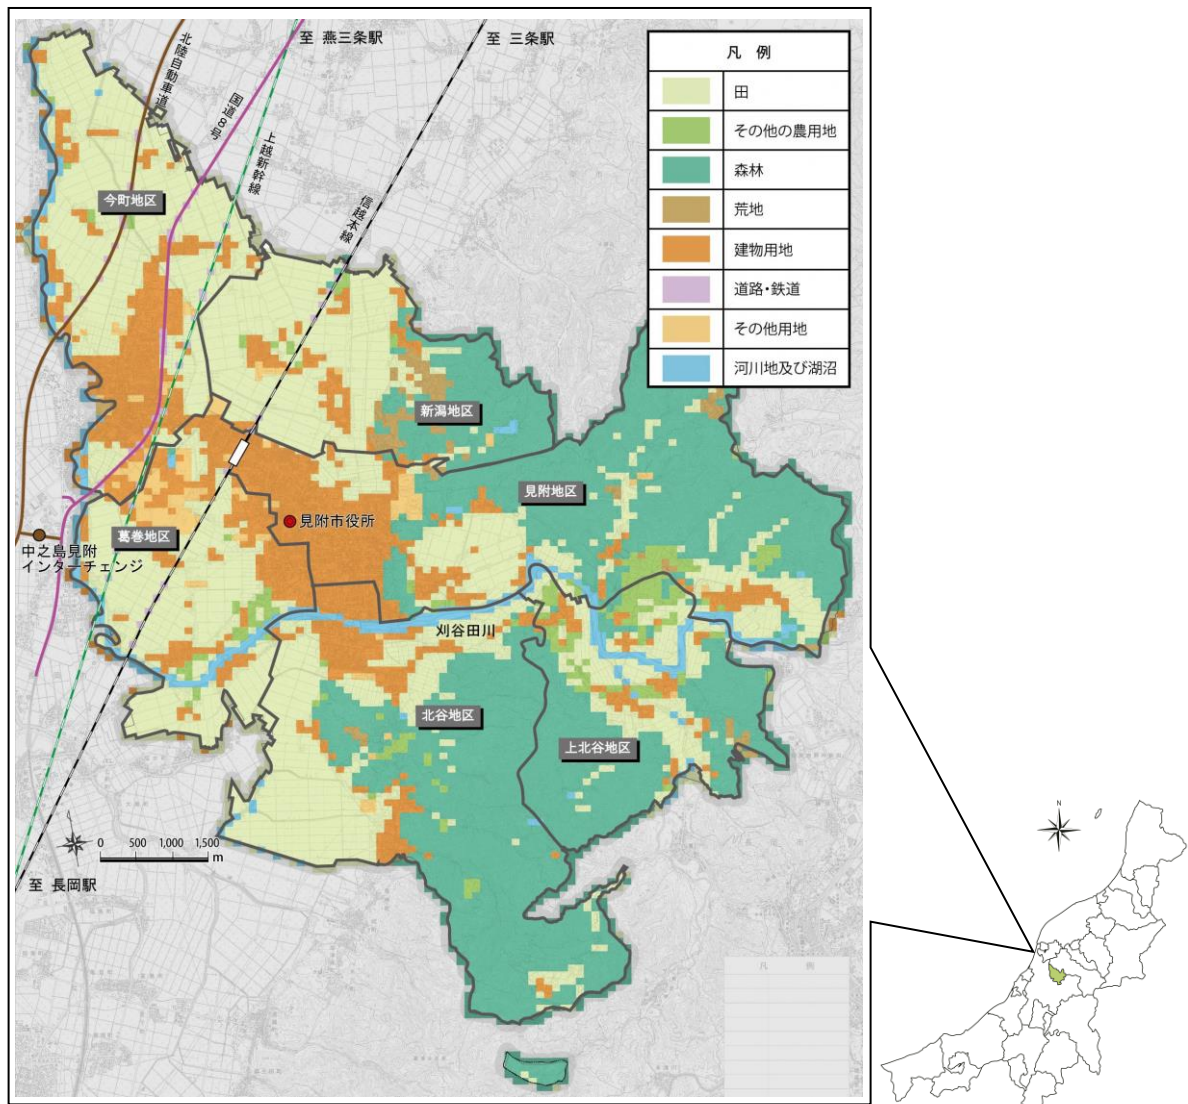 至 燕三条駅
至 三条駅
北陸自動車道
国道8号
上越新幹線
信越本線
凡 例
田
その他の農用地
森林
荒地
建物用地
道路・鉄道
その他用地
河川地及び湖沼
今町地区
新潟地区
見附地区
見附市役所
葛巻地区
中之島見附
インターチェンジ
刈谷田川
北谷地区
上北谷地区
0 500 1,000 1,500
m
至 長岡駅
凡 例
N